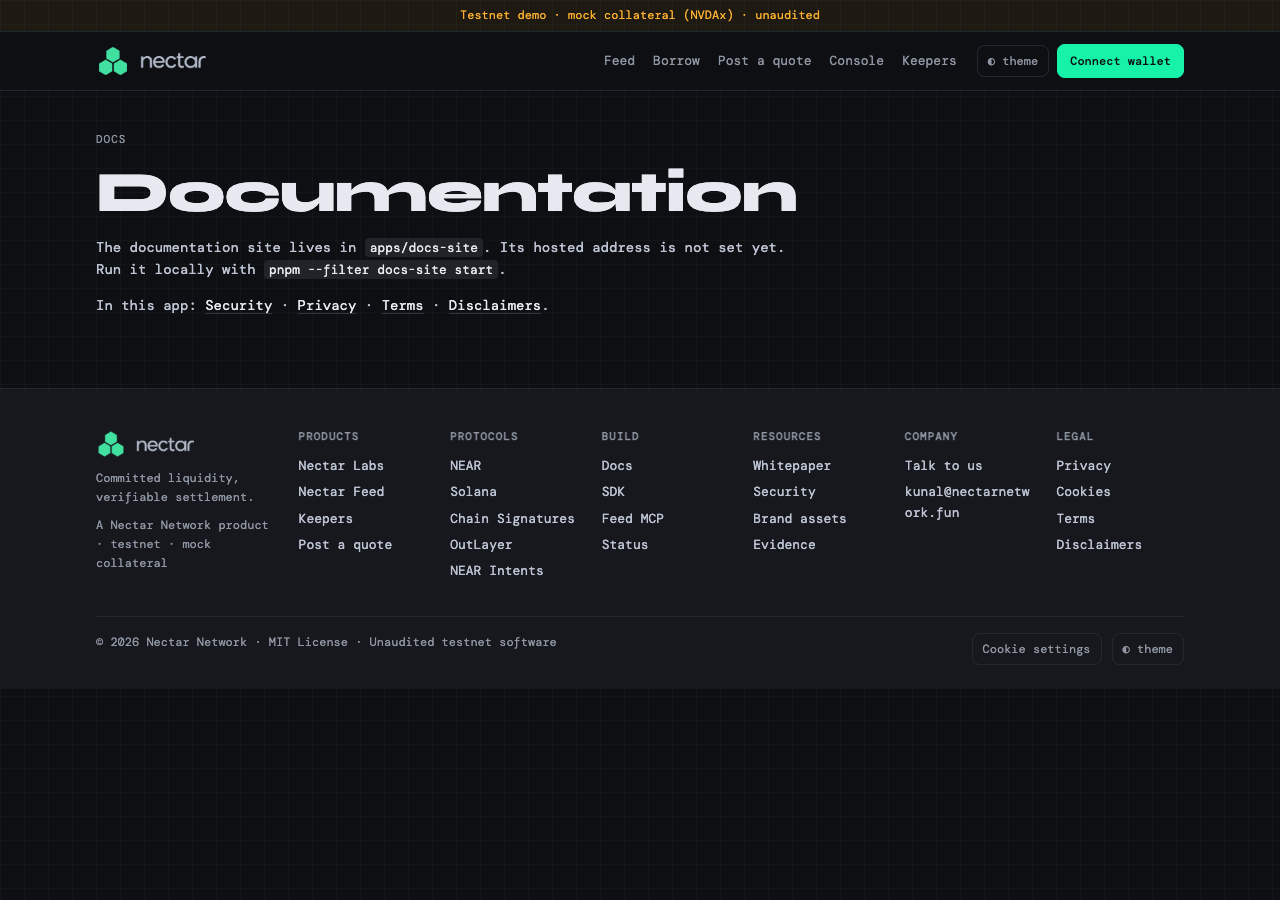 Testnet demo · mock collateral (NVDAx) · unaudited
nectar
Feed
Borrow
Post a quote
Console
Keepers
◐ theme
Connect wallet
DOCS
Documentation
The documentation site lives in apps/docs-site. Its hosted address is not set yet.
Run it locally with pnpm --filter docs-site start.
In this app: Security · Privacy · Terms · Disclaimers.
nectar
Committed liquidity,
verifiable settlement.
A Nectar Network product
· testnet · mock
collateral
PRODUCTS
Nectar Labs
Nectar Feed
Keepers
Post a quote
PROTOCOLS
NEAR
Solana
Chain Signatures
OutLayer
NEAR Intents
BUILD
Docs
SDK
Feed MCP
Status
RESOURCES
Whitepaper
Security
Brand assets
Evidence
COMPANY
Talk to us
kunal@nectarnetw
ork.fun
LEGAL
Privacy
Cookies
Terms
Disclaimers
© 2026 Nectar Network · MIT License · Unaudited testnet software
Cookie settings
◐ theme